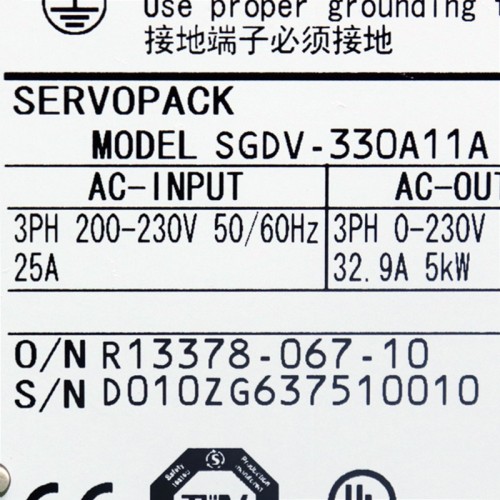 Use proper grounding
接地端子必须接地
SERVOPACK
MODEL SGDV-330A11A
AC-INPUT AC-OUT
3PH 200-230V 50/60Hz 3PH 0-230V
25A 32.9A 5kW
O/N R13378-067-10
S/N D010ZG637510010
CE